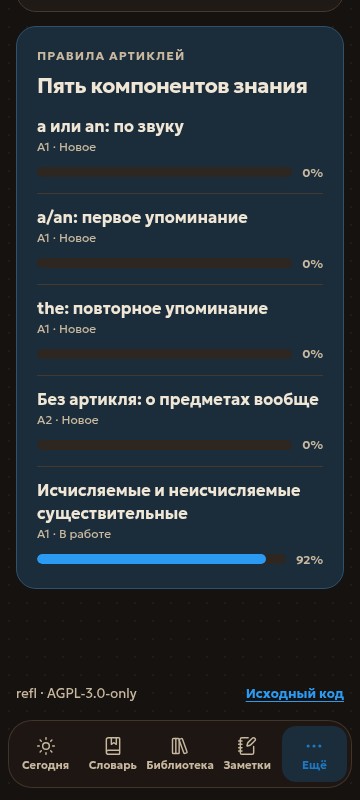 ПРАВИЛА АРТИКЛЕЙ
Пять компонентов знания
a или an: по звуку
A1 · Новое
0%
a/an: первое упоминание
A1 · Новое
0%
the: повторное упоминание
A1 · Новое
0%
Без артикля: о предметах вообще
A2 · Новое
0%
Исчисляемые и неисчисляемые
существительные
A1 · В работе
92%
refl · AGPL-3.0-only
Исходный код
Сегодня
Словарь
Библиотека
Заметки
Ещё